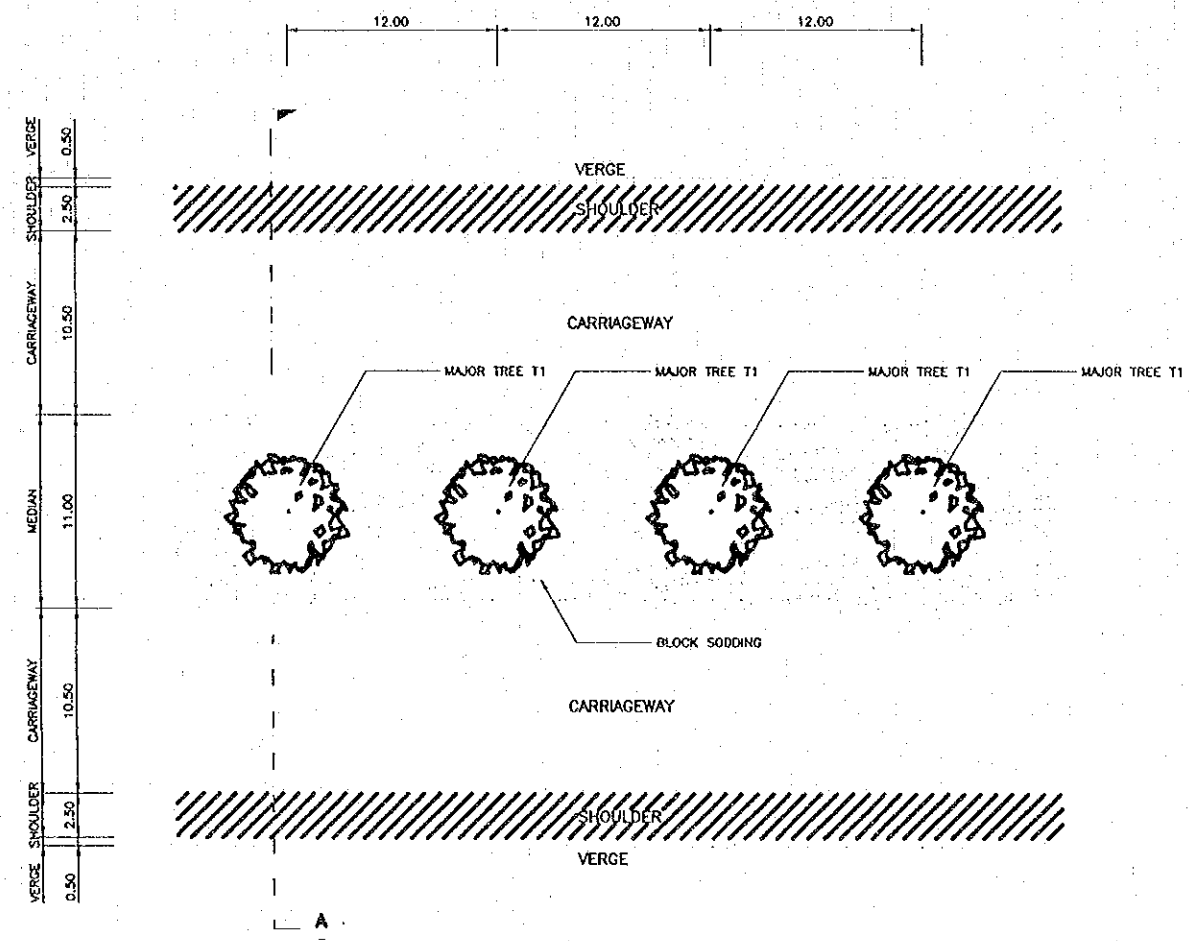 12.00 12.00 12.00
VERGE 0.50
VERGE
SHOULDER 2.50
SHOULDER
CARRIAGEWAY 10.50
CARRIAGEWAY
MAJOR TREE T1 MAJOR TREE T1 MAJOR TREE T1 MAJOR TREE T1
MEDIAN 11.00
BLOCK SODDING
CARRIAGEWAY 10.50
CARRIAGEWAY
SHOULDER 2.50
SHOULDER
VERGE
VERGE 0.50
A